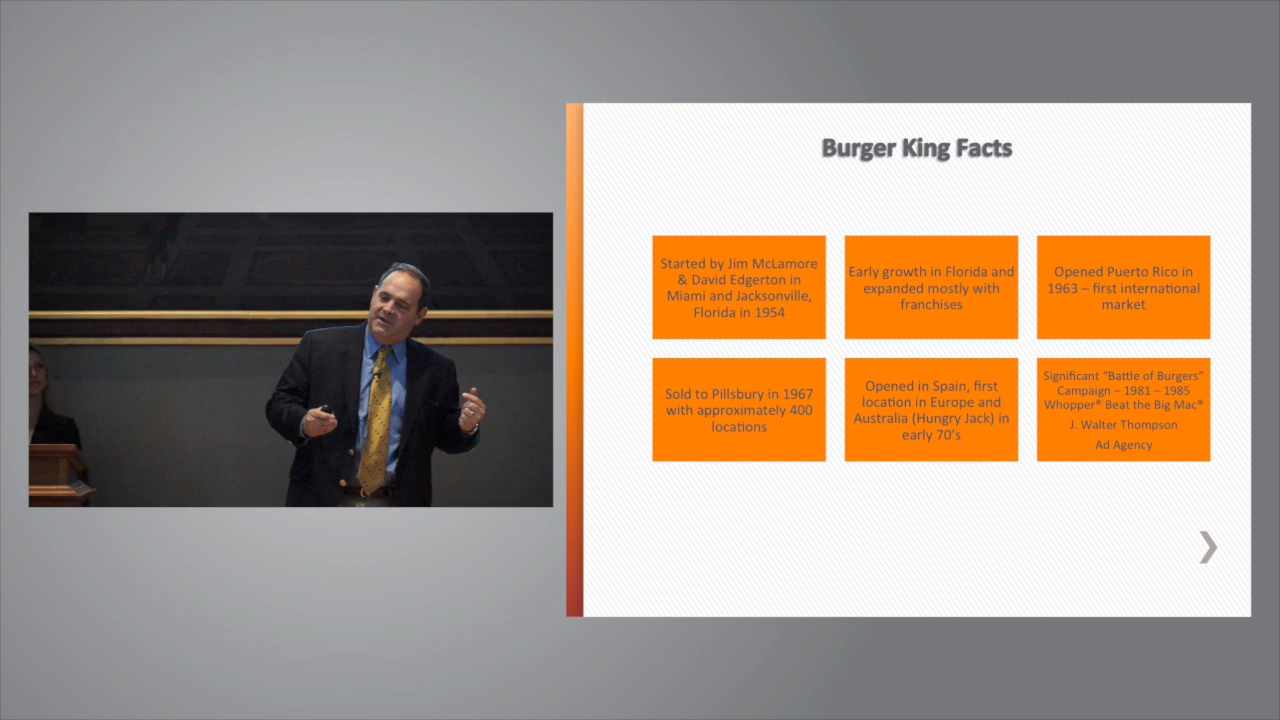 Burger King Facts
Started by Jim McLamore
& David Edgerton in
Miami and Jacksonville,
Florida in 1954
Early growth in Florida and
expanded mostly with
franchises
Opened Puerto Rico in
1963 – first international
market
Sold to Pillsbury in 1967
with approximately 400
locations
Opened in Spain, first
location in Europe and
Australia (Hungry Jack) in
early 70's
Significant “Battle of Burgers”
Campaign – 1981 – 1985
Whopper® Beat the Big Mac®
J. Walter Thompson
Ad Agency